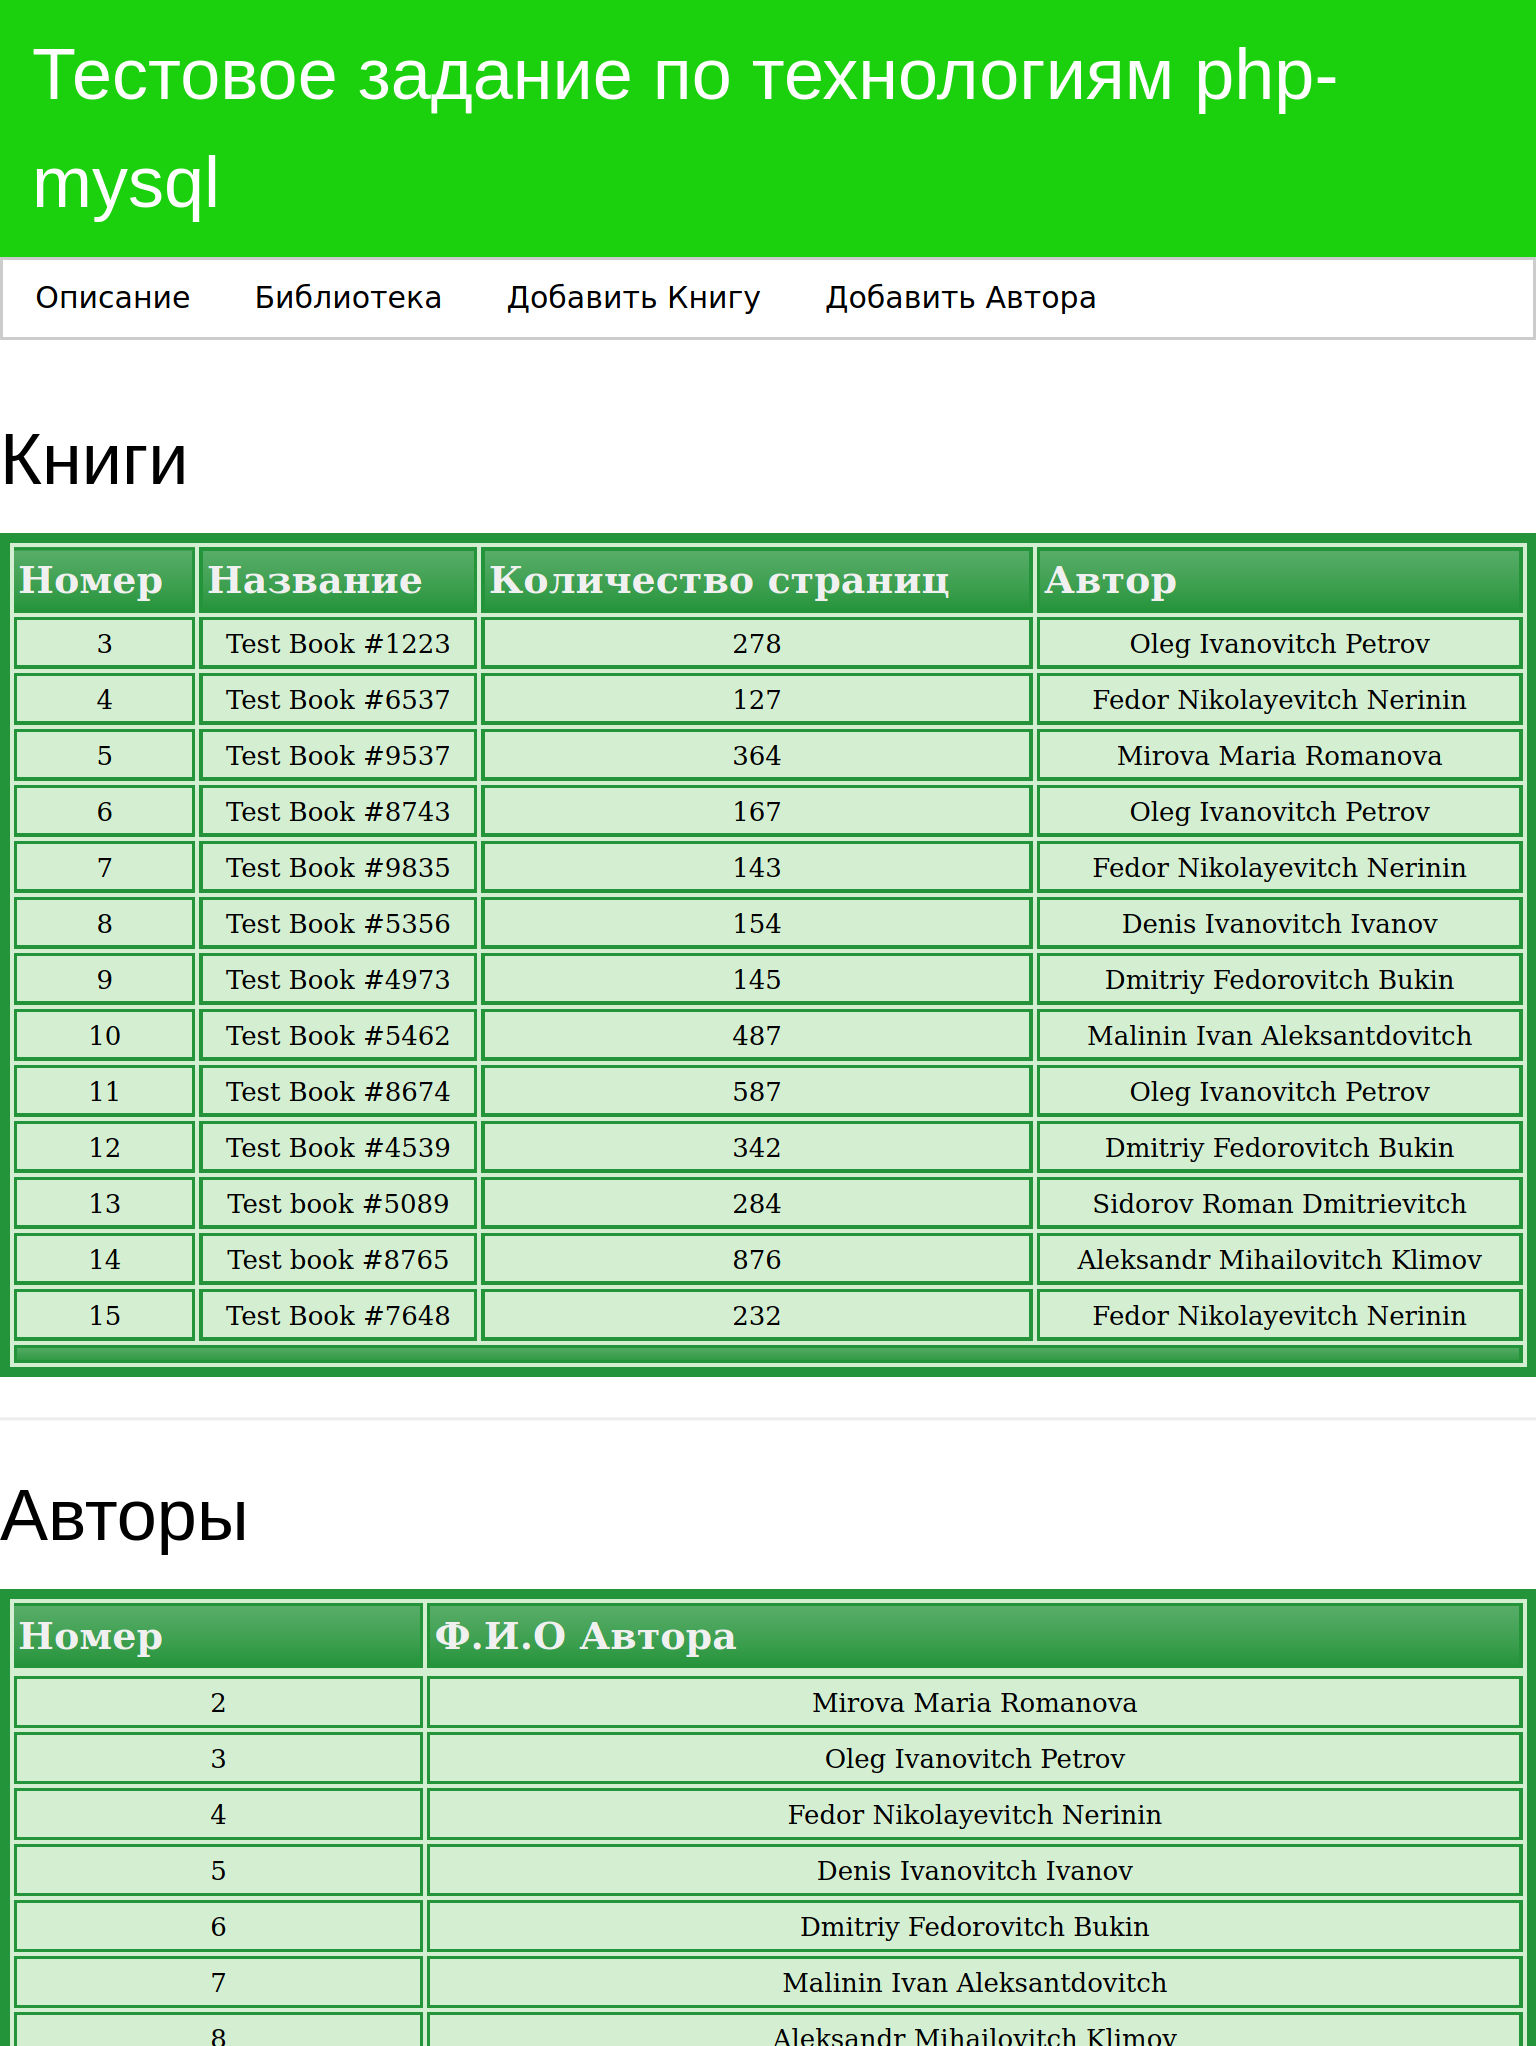 Тестовое задание по технологиям php-
mysql
Описание Библиотека Добавить Книгу Добавить Автора
Книги
Номер Название Количество страниц Автор
3 Test Book #1223 278 Oleg Ivanovitch Petrov
4 Test Book #6537 127 Fedor Nikolayevitch Nerinin
5 Test Book #9537 364 Mirova Maria Romanova
6 Test Book #8743 167 Oleg Ivanovitch Petrov
7 Test Book #9835 143 Fedor Nikolayevitch Nerinin
8 Test Book #5356 154 Denis Ivanovitch Ivanov
9 Test Book #4973 145 Dmitriy Fedorovitch Bukin
10 Test Book #5462 487 Malinin Ivan Aleksantdovitch
11 Test Book #8674 587 Oleg Ivanovitch Petrov
12 Test Book #4539 342 Dmitriy Fedorovitch Bukin
13 Test book #5089 284 Sidorov Roman Dmitrievitch
14 Test book #8765 876 Aleksandr Mihailovitch Klimov
15 Test Book #7648 232 Fedor Nikolayevitch Nerinin
Авторы
Номер Ф.И.О Автора
2 Mirova Maria Romanova
3 Oleg Ivanovitch Petrov
4 Fedor Nikolayevitch Nerinin
5 Denis Ivanovitch Ivanov
6 Dmitriy Fedorovitch Bukin
7 Malinin Ivan Aleksantdovitch
8 Aleksandr Mihailovitch Klimov